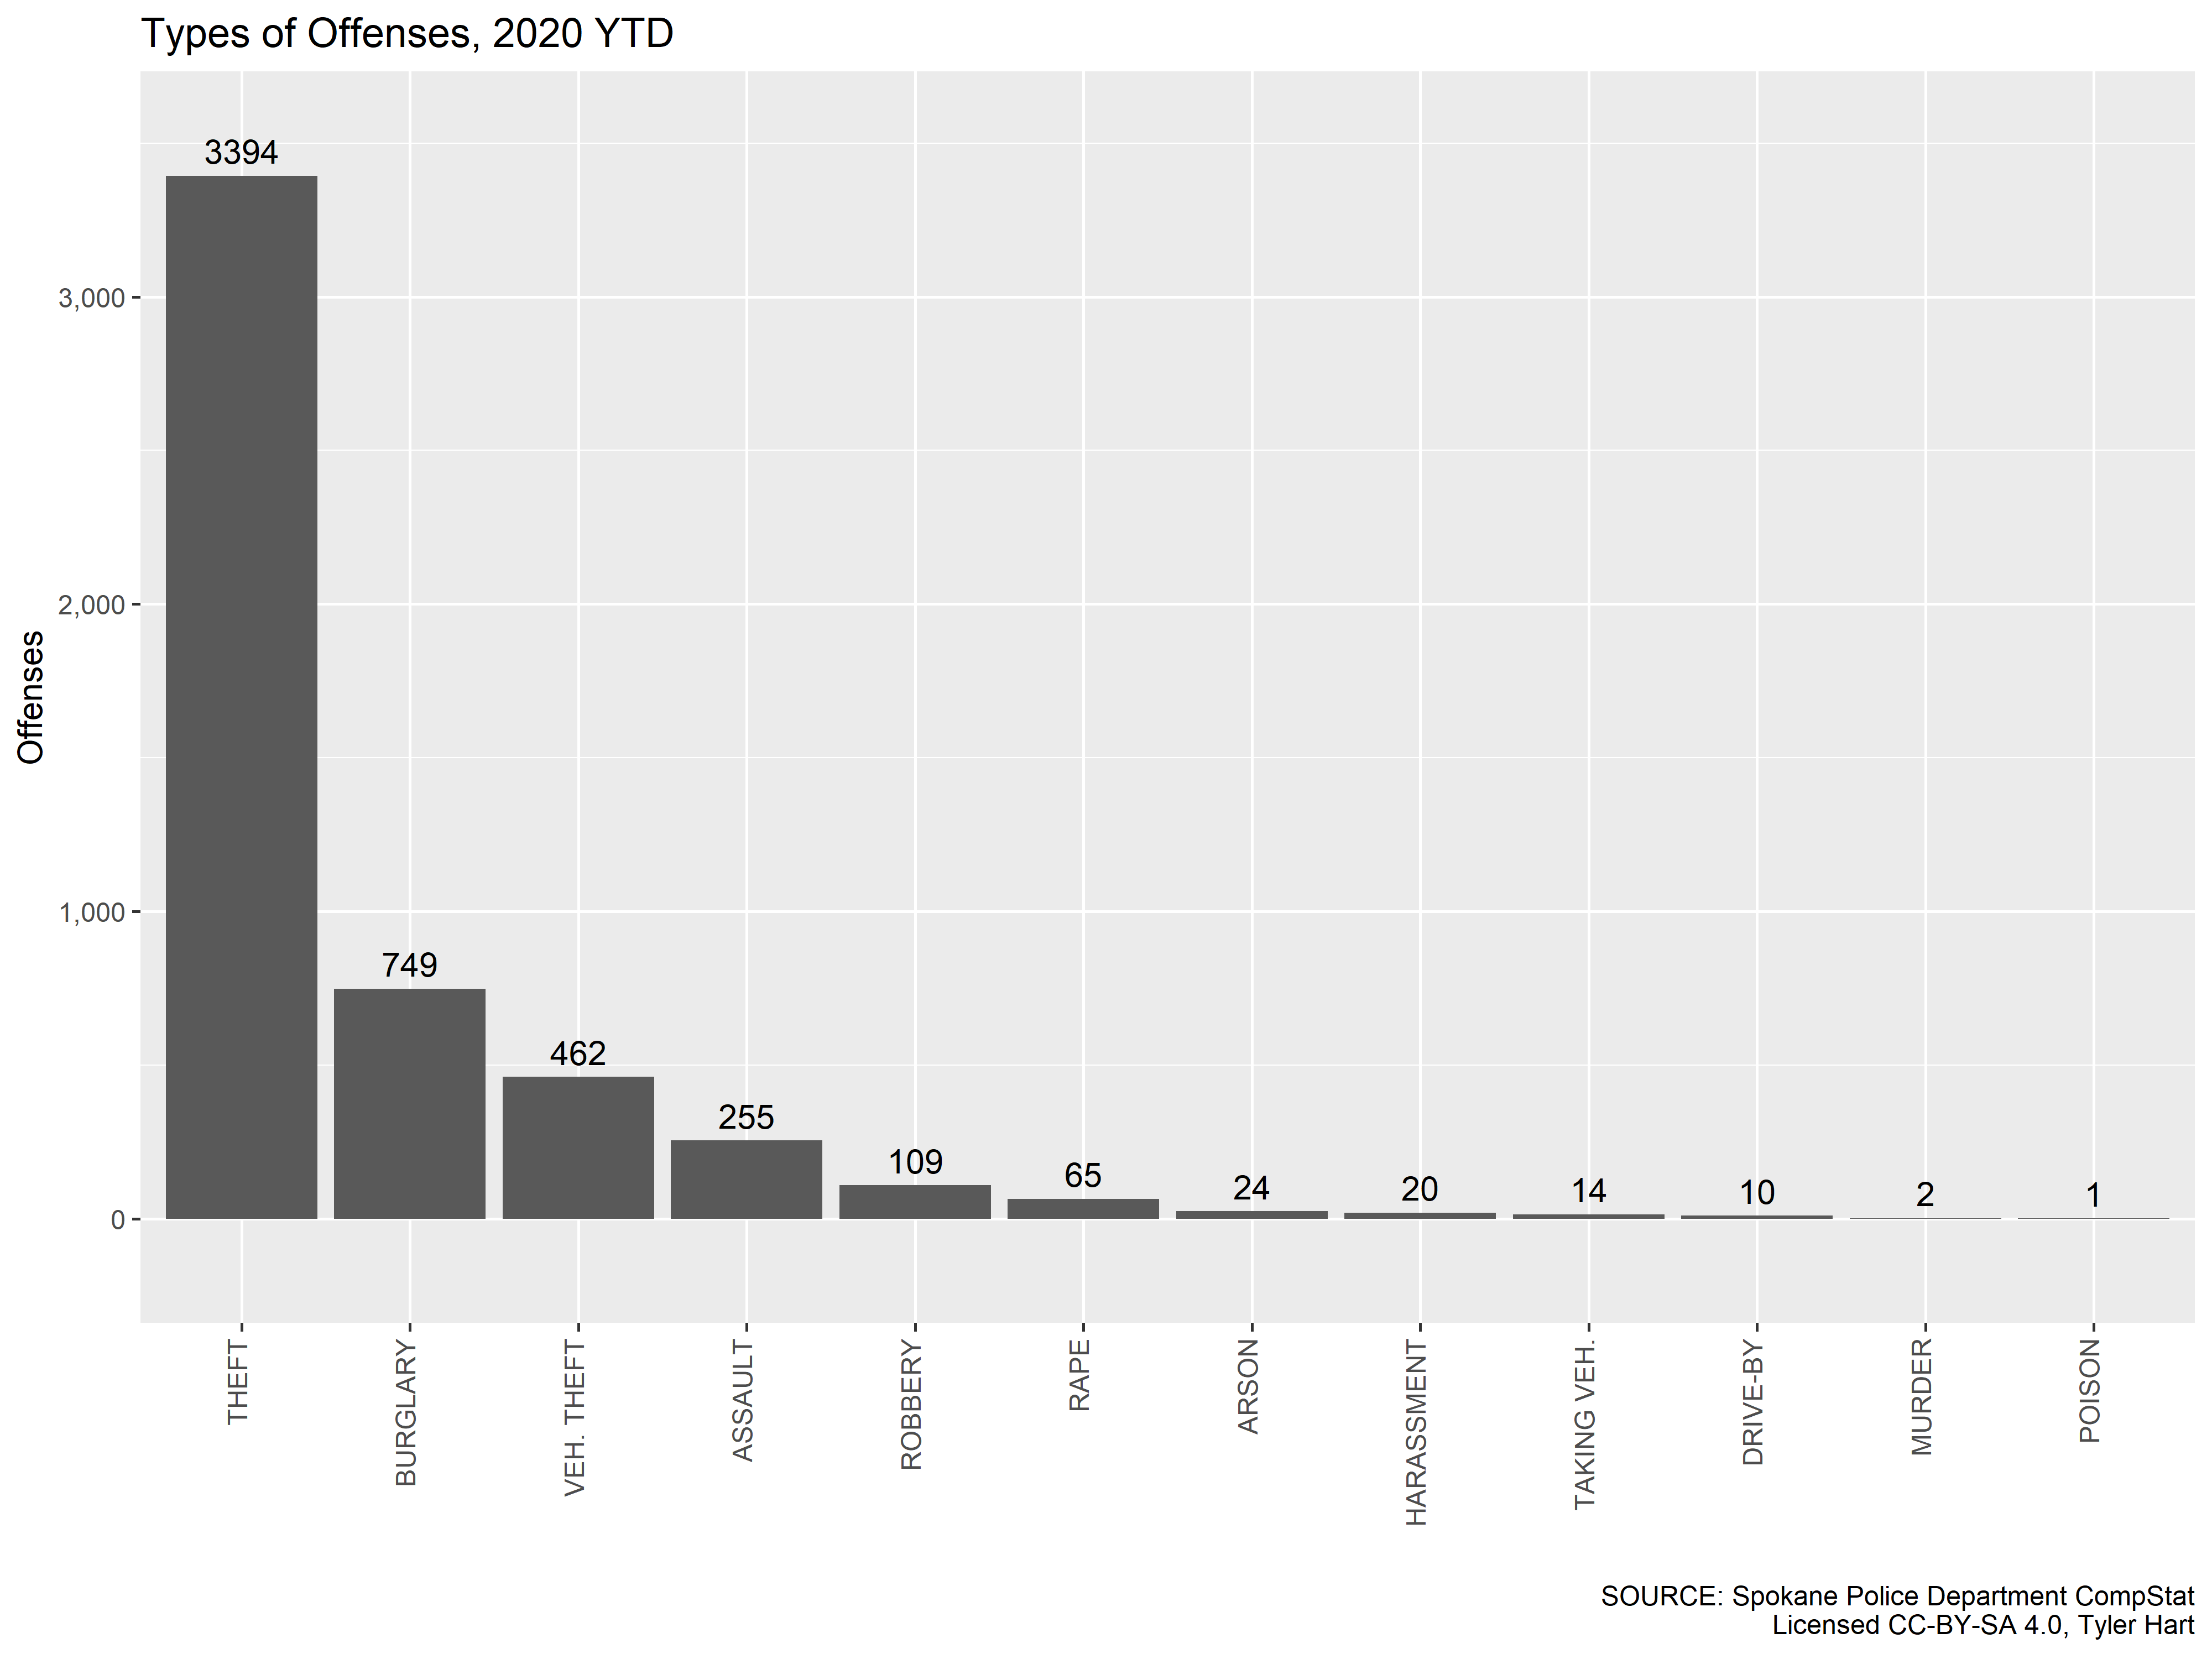 Types of Offenses, 2020 YTD
Offenses
3,000
2,000
1,000
0
3394
749
462
255
109
65
24
20
14
10
2
1
THEFT
BURGLARY
VEH. THEFT
ASSAULT
ROBBERY
RAPE
ARSON
HARASSMENT
TAKING VEH.
DRIVE-BY
MURDER
POISON
SOURCE: Spokane Police Department CompStat
Licensed CC-BY-SA 4.0, Tyler Hart